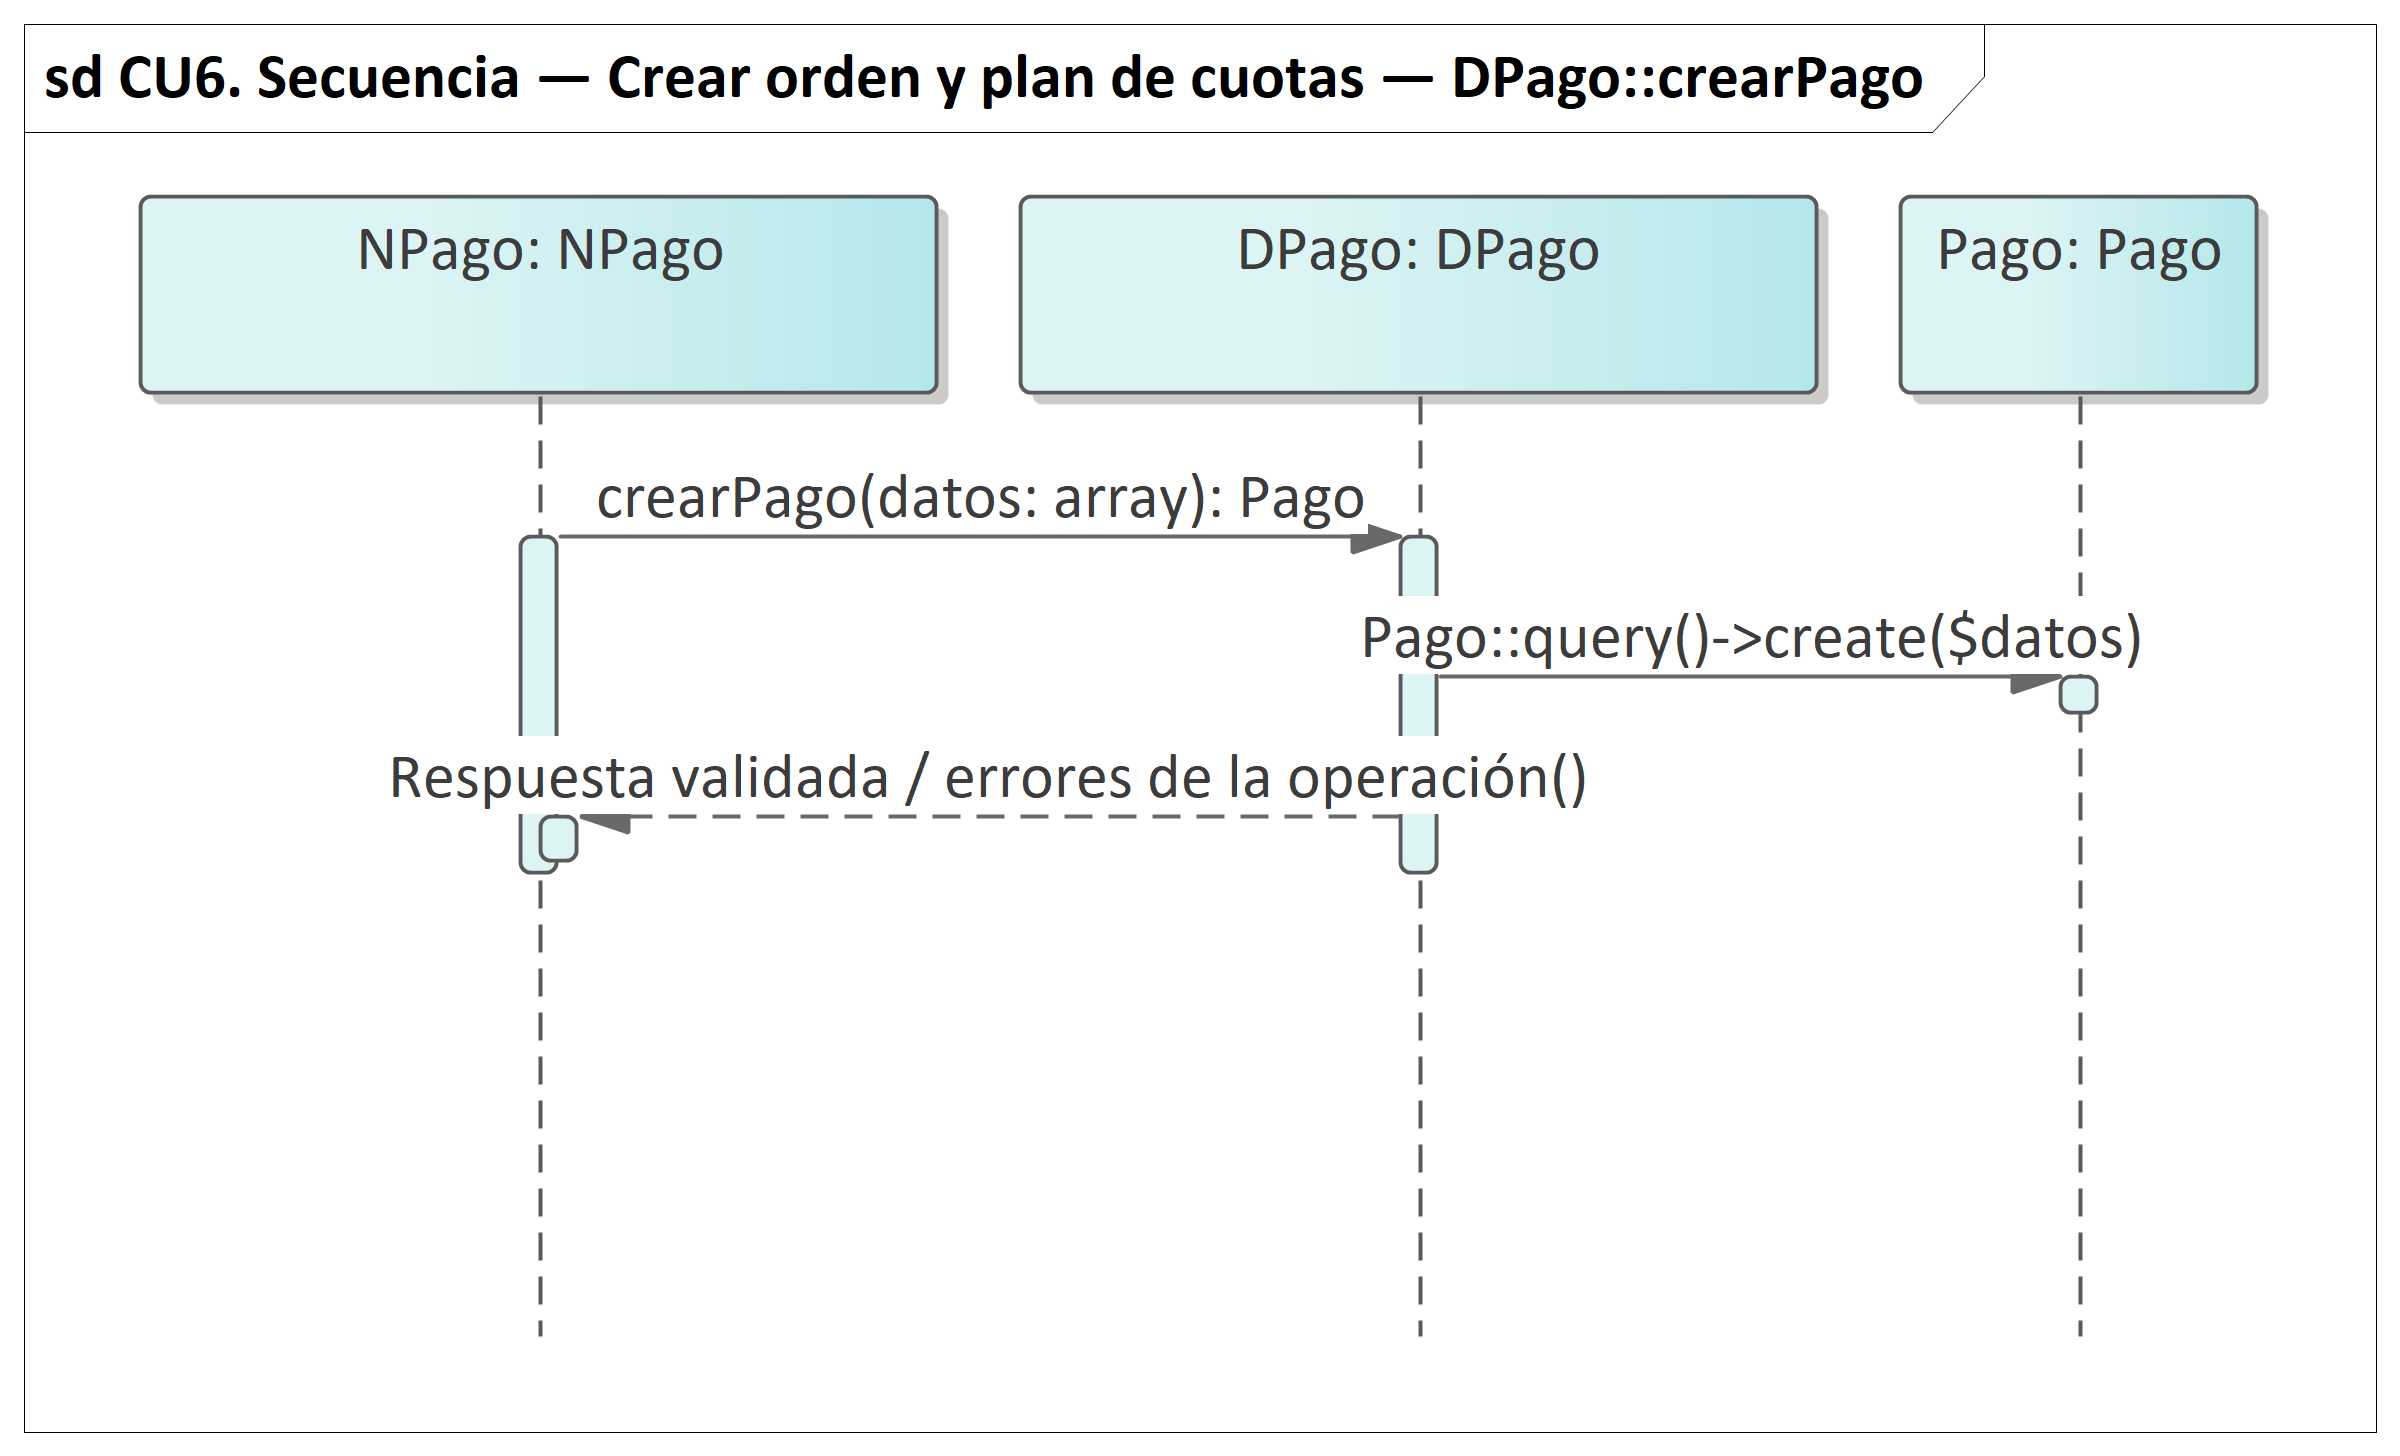 sd CU6. Secuencia — Crear orden y plan de cuotas — DPago::crearPago
NPago: NPago
DPago: DPago
Pago: Pago
crearPago(datos: array): Pago
Pago::query()->create($datos)
Respuesta validada / errores de la operación()